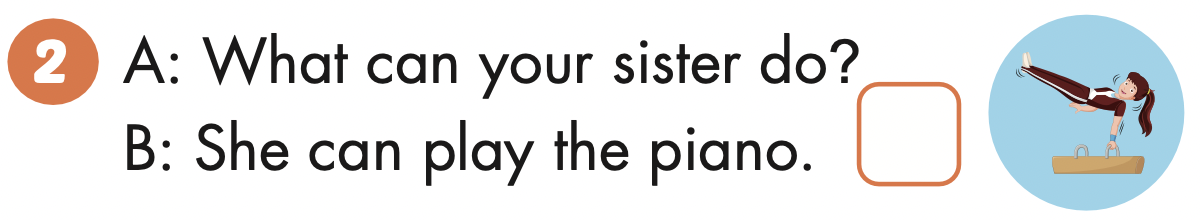 2 A: What can your sister do?
B: She can play the piano.